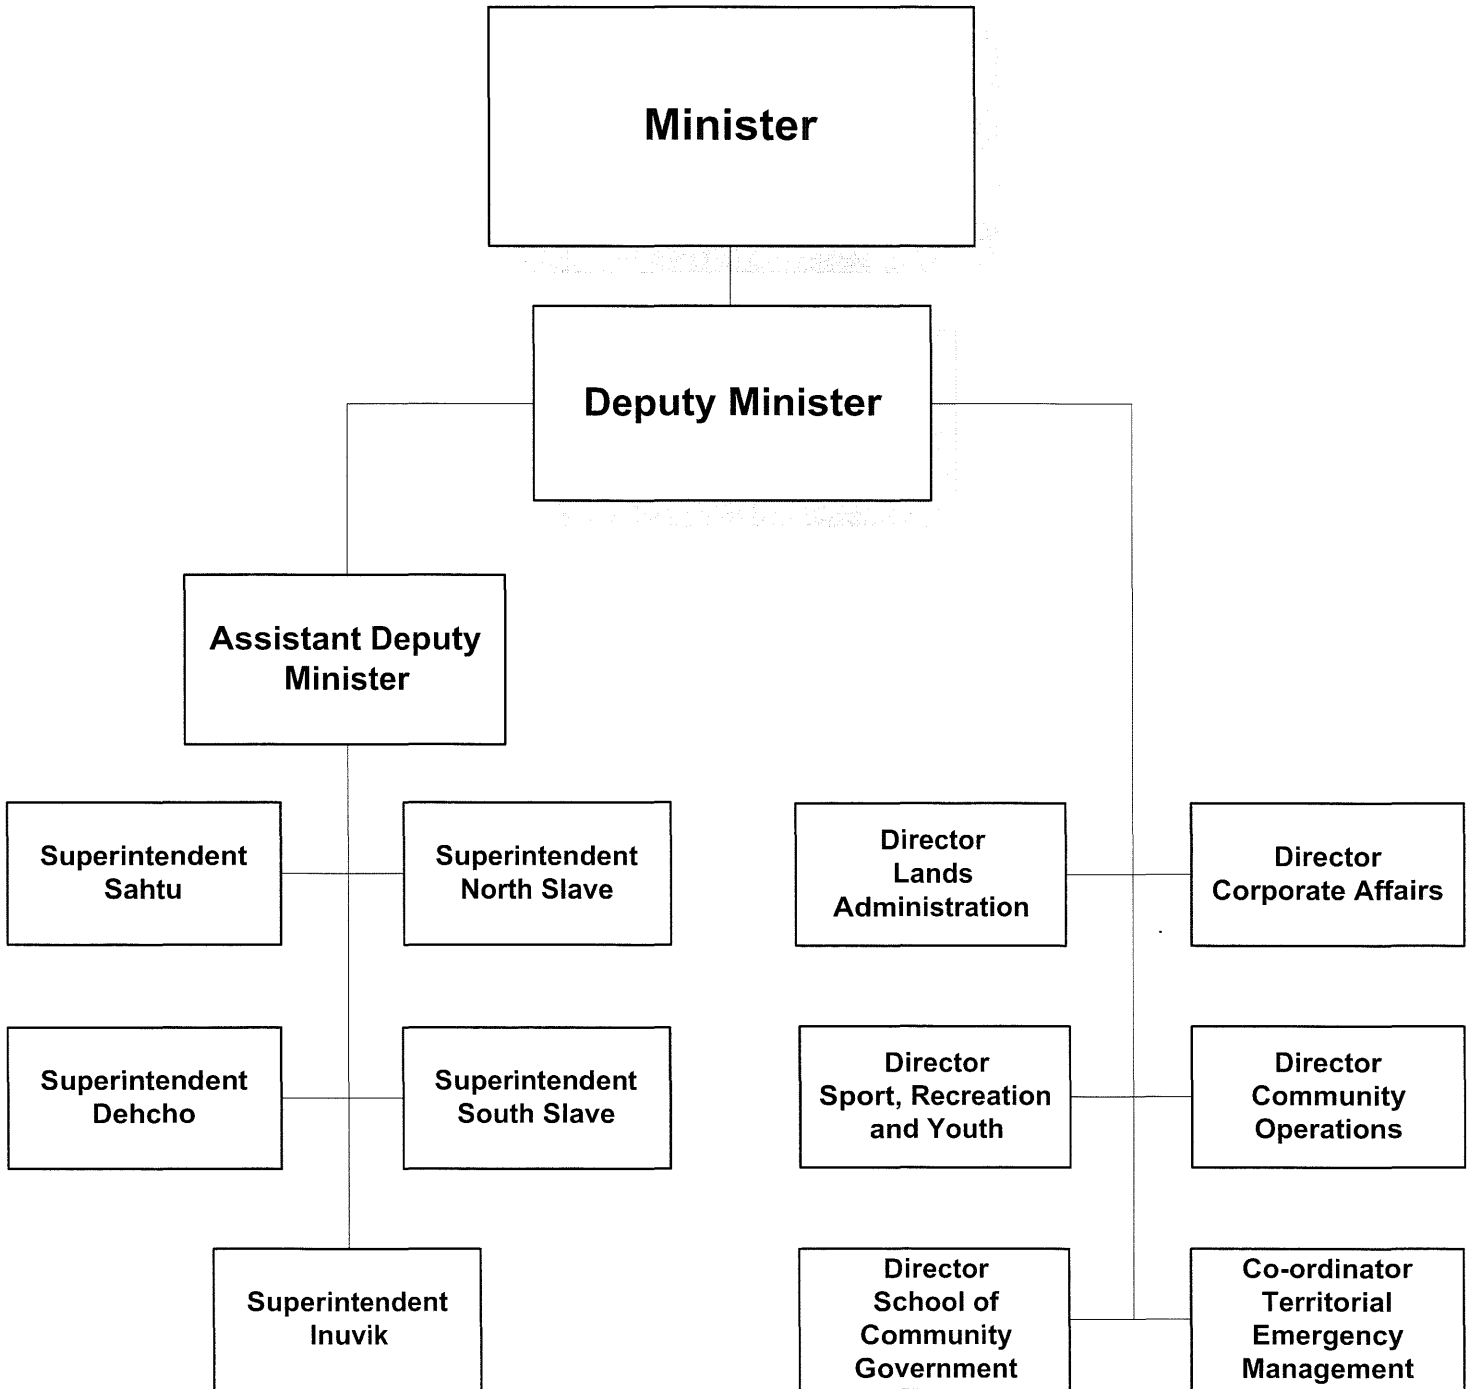 Minister
Deputy Minister
Assistant Deputy
Minister
Superintendent
Sahtu
Superintendent
North Slave
Director
Lands
Administration
Director
Corporate Affairs
Superintendent
Dehcho
Superintendent
South Slave
Director
Sport, Recreation
and Youth
Director
Community
Operations
Superintendent
Inuvik
Director
School of
Community
Government
Co-ordinator
Territorial
Emergency
Management